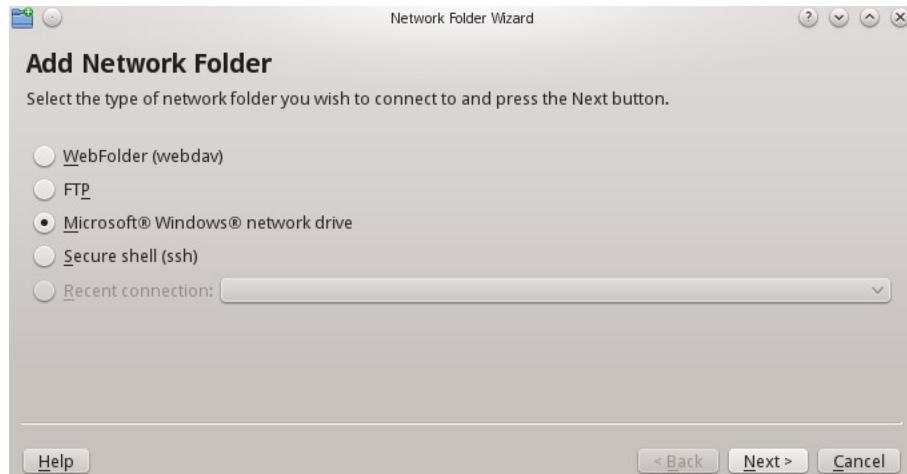 Network Folder Wizard
Add Network Folder
Select the type of network folder you wish to connect to and press the Next button.
WebFolder (webdav)
FTP
Microsoft® Windows® network drive
Secure shell (ssh)
Recent connection:
Help
< Back
Next >
Cancel